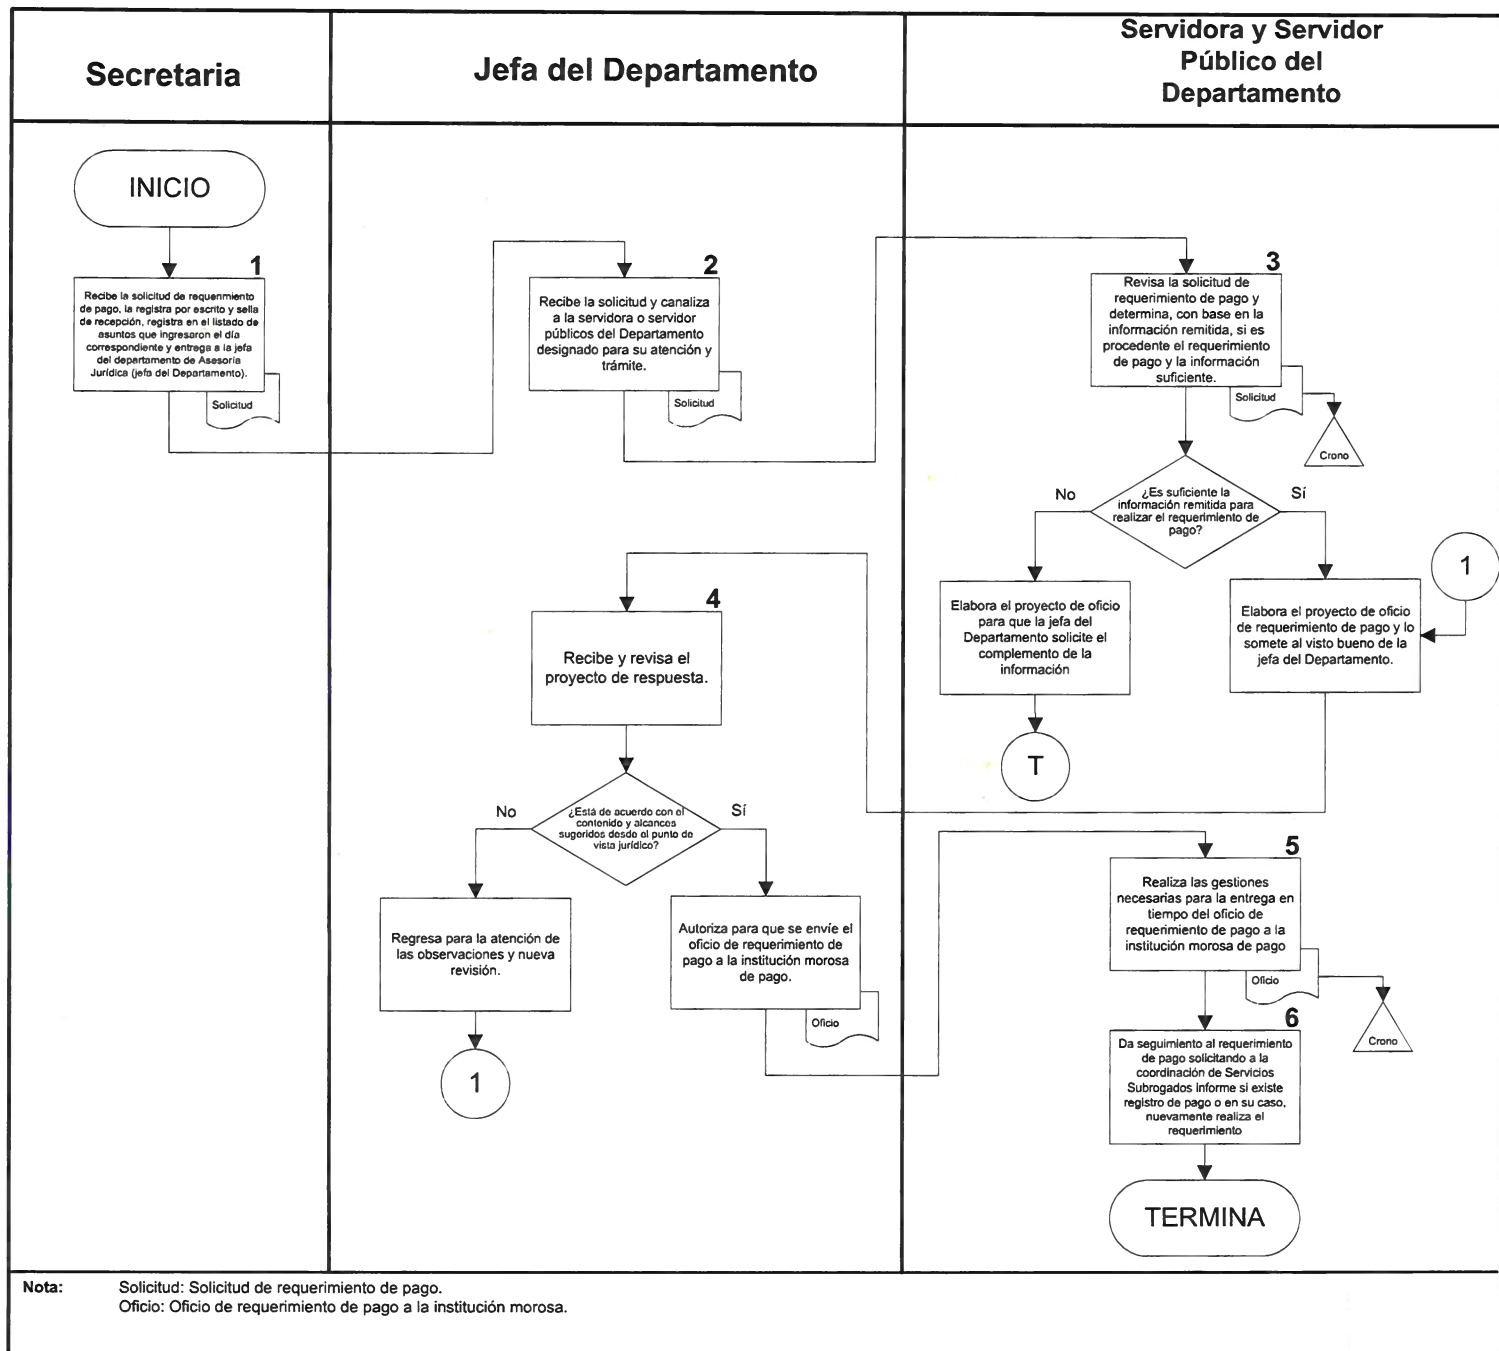 Secretaria
Jefa del Departamento
Servidora y Servidor
Público del
Departamento
INICIO
1
Recibe la solicitud de requerimiento
de pago, la registra por escrito y sella
de recepción, registra en el listado de
asuntos que ingresaron el día
correspondiente y entrega a la jefa
del departamento de Asesoría
Jurídica (jefa del Departamento).
Solicitud
2
Recibe la solicitud y canaliza
a la servidora o servidor
públicos del Departamento
designado para su atención y
trámite.
Solicitud
3
Revisa la solicitud de
requerimiento de pago y
determina, con base en la
información remitida, si es
procedente el requerimiento
de pago y la información
suficiente.
Solicitud
Crono
¿Es suficiente la
información remitida para
realizar el requerimiento de
pago?
No
Sí
1
Elabora el proyecto de oficio
para que la jefa del
Departamento solicite el
complemento de la
información
T
Elabora el proyecto de oficio
de requerimiento de pago y lo
somete al visto bueno de la
jefa del Departamento.
4
Recibe y revisa el
proyecto de respuesta.
¿Está de acuerdo con el
contenido y alcances
sugeridos desde el punto de
vista jurídico?
No
Sí
Regresa para la atención de
las observaciones y nueva
revisión.
1
Autoriza para que se envíe el
oficio de requerimiento de
pago a la institución morosa
de pago.
Oficio
5
Realiza las gestiones
necesarias para la entrega en
tiempo del oficio de
requerimiento de pago a la
institución morosa de pago
Oficio
Crono
6
Da seguimiento al requerimiento
de pago solicitando a la
coordinación de Servicios
Subrogados Informe si existe
registro de pago o en su caso,
nuevamente realiza el
requerimiento
TERMINA
Nota: Solicitud: Solicitud de requerimiento de pago.
Oficio: Oficio de requerimiento de pago a la institución morosa.